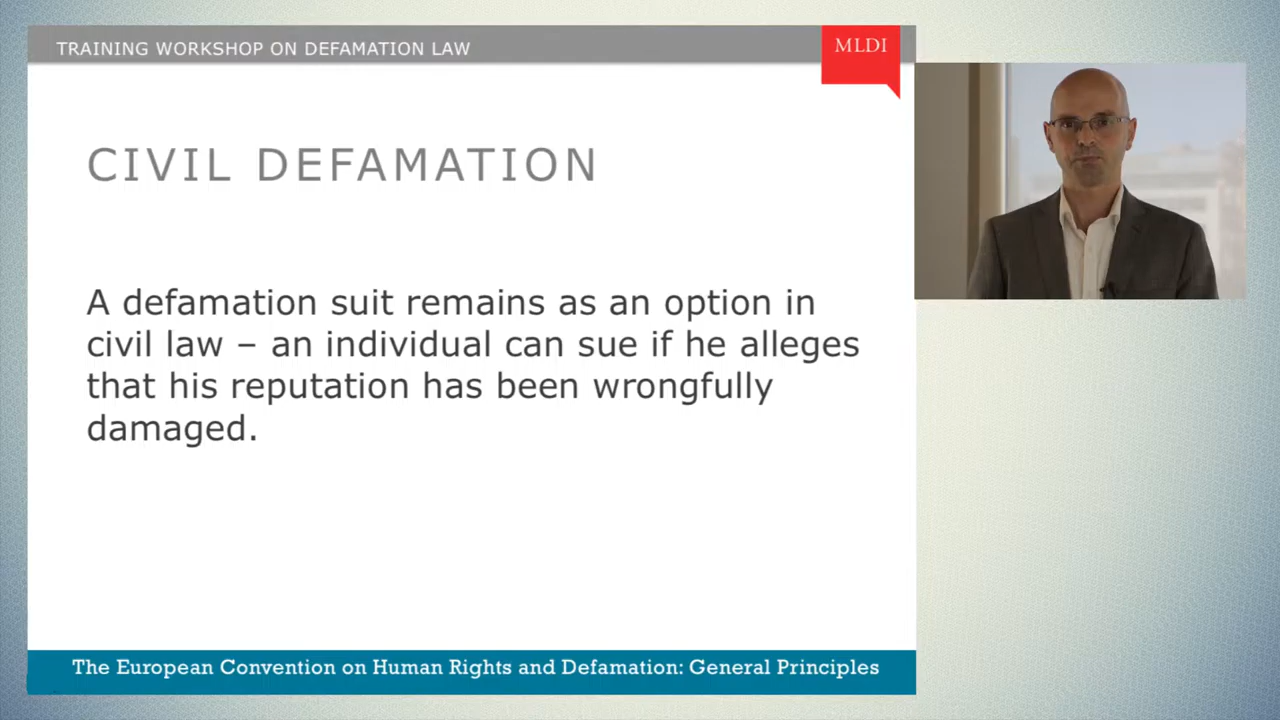 TRAINING WORKSHOP ON DEFAMATION LAW
MLDI
CIVIL DEFAMATION
A defamation suit remains as an option in
civil law – an individual can sue if he alleges
that his reputation has been wrongfully
damaged.
The European Convention on Human Rights and Defamation: General Principles